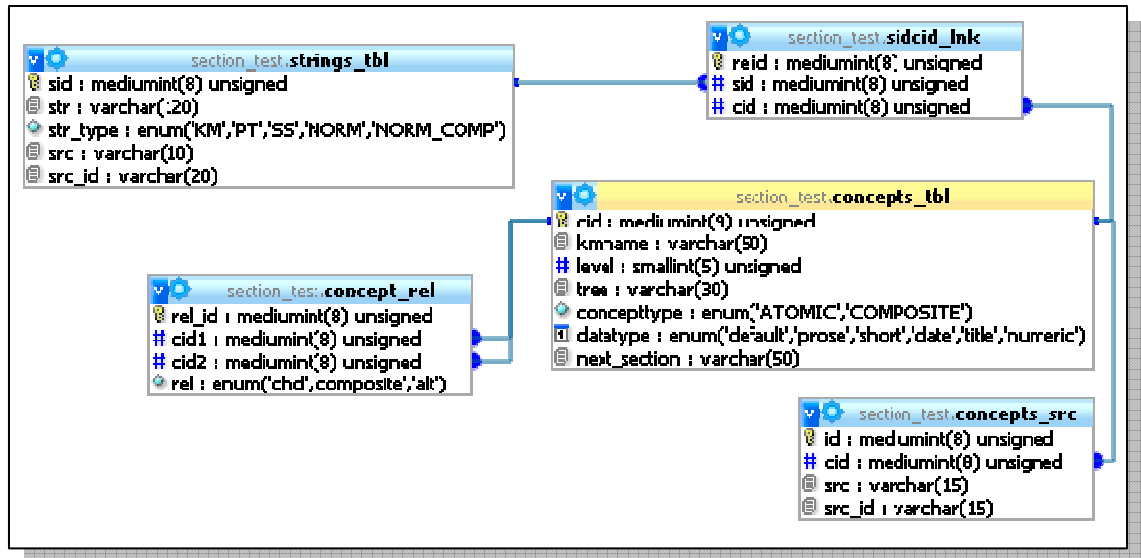 section_test.strings_tbl
sid : mediumint(8) unsigned
str : varchar(120)
str_type : enum('KM','PT','SS','NORM','NORM_COMP')
src : varchar(10)
src_id : varchar(20)
section_test.sidcid_lnk
reid : mediumint(8) unsigned
sid : mediumint(8) unsigned
cid : mediumint(8) unsigned
section_test.concepts_tbl
cid : mediumint(8) unsigned
kmname : varchar(50)
level : smallint(5) unsigned
tree : varchar(30)
concepttype : enum('ATOMIC','COMPOSITE')
datatype : enum('default','prose','short','date','title','numeric')
next_section : varchar(50)
section_test.concept_rel
rel_id : mediumint(8) unsigned
cid1 : mediumint(8) unsigned
cid2 : mediumint(8) unsigned
rel : enum('chd','composite','alt')
section_test.concepts_src
id : mediumint(8) unsigned
cid : mediumint(8) unsigned
src : varchar(15)
src_id : varchar(15)